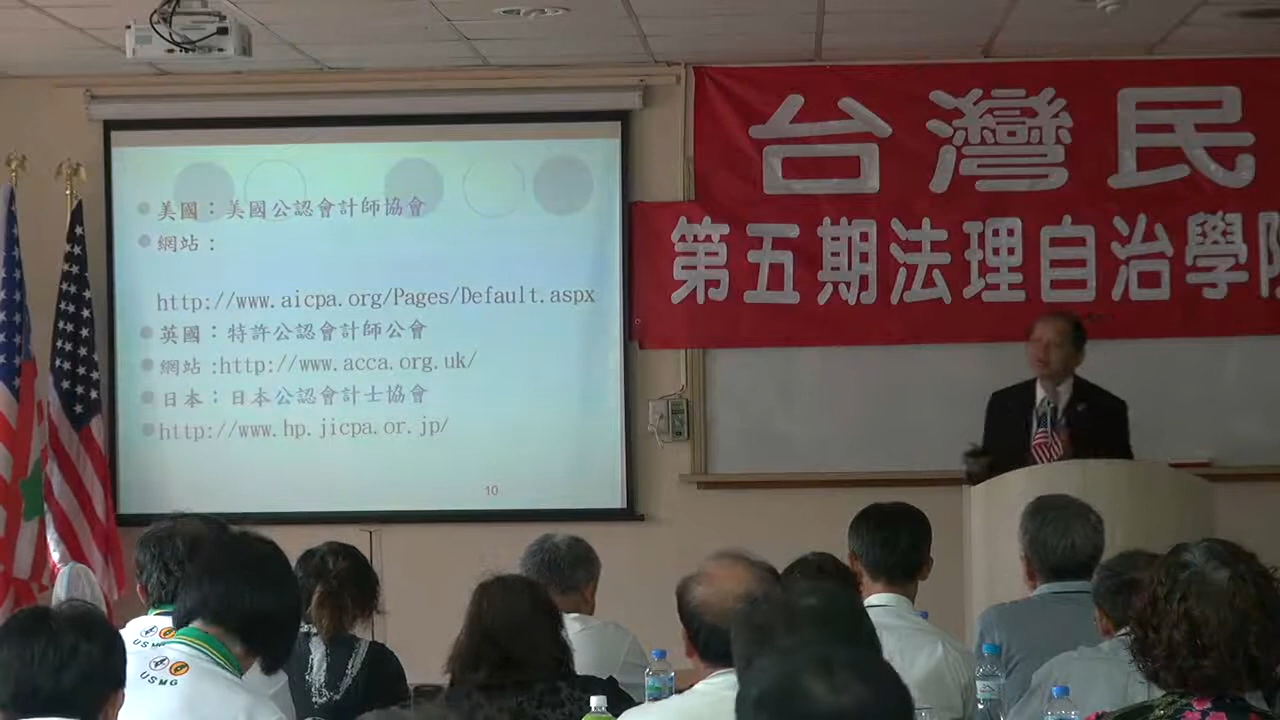 美國：美國公認會計師協會
網站：
http://www.aicpa.org/Pages/Default.aspx
英國：特許公認會計師公會
網站:http://www.acca.org.uk/
日本：日本公認會計士協會
http://www.hp.jicpa.or.jp/
10
台灣民
第五期法理自治學院
USMG
USMG